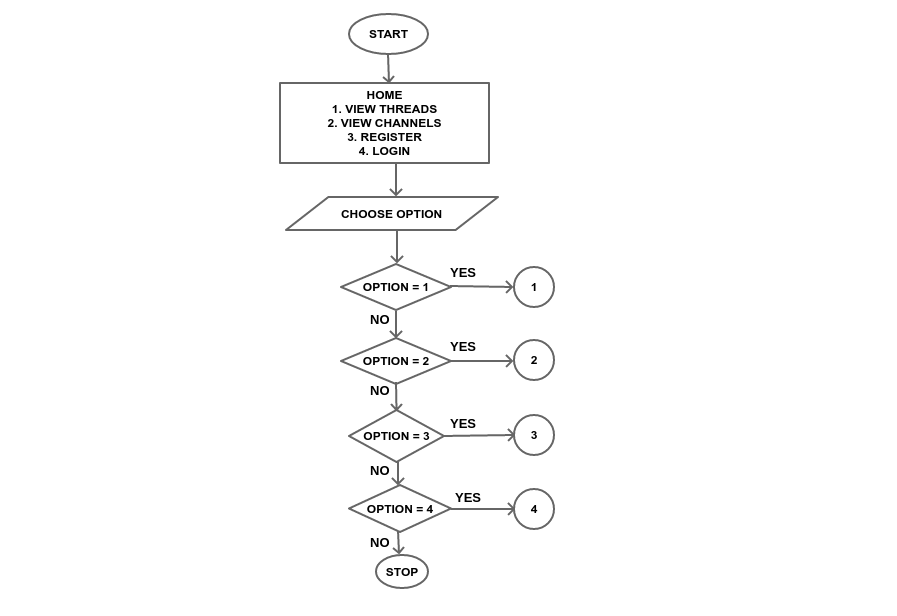 START
HOME
1. VIEW THREADS
2. VIEW CHANNELS
3. REGISTER
4. LOGIN
CHOOSE OPTION
OPTION = 1
YES
1
NO
OPTION = 2
YES
2
NO
OPTION = 3
YES
3
NO
OPTION = 4
YES
4
NO
STOP